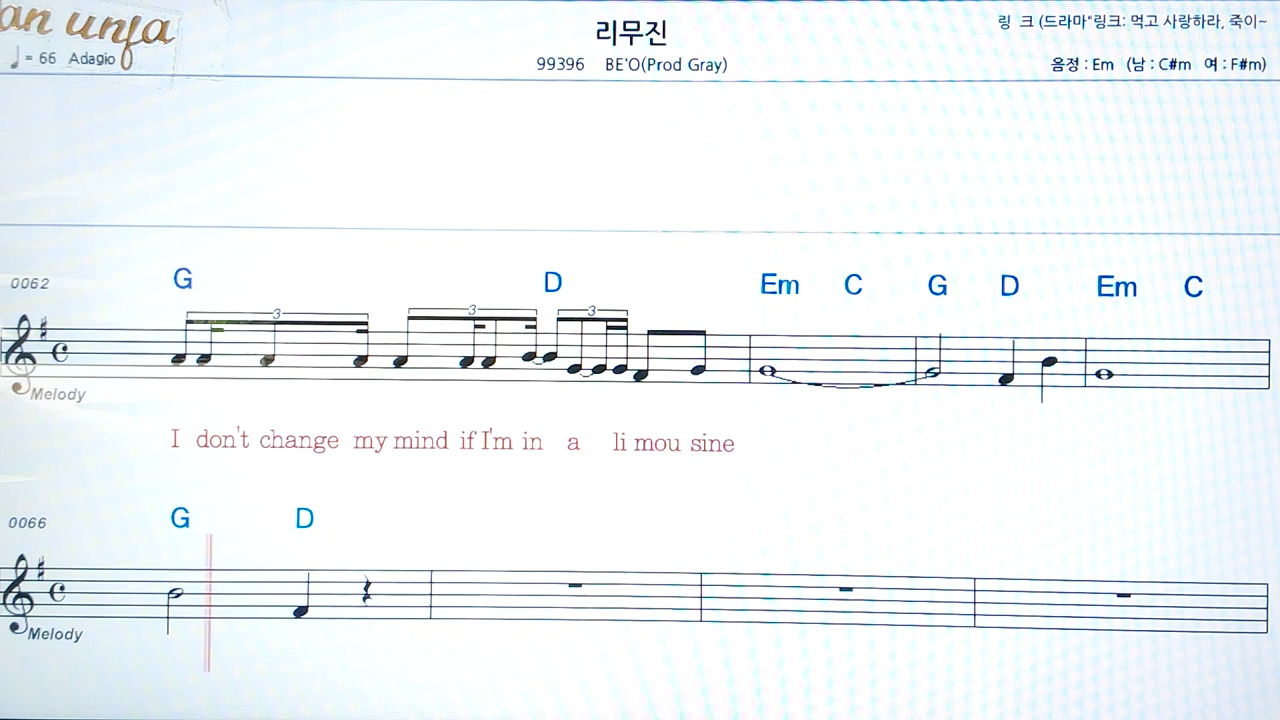 리무진
링 크 (드라마"링크: 먹고 사랑하라, 죽이~
♩ = 66 Adagio
99396 BE'O(Prod Gray)
음정 : Em (남 : C#m 여 : F#m)
0062 G D Em C G D Em C
3 3 3
Melody
I don't change my mind if I'm in a li mou sine
0066 G D
Melody